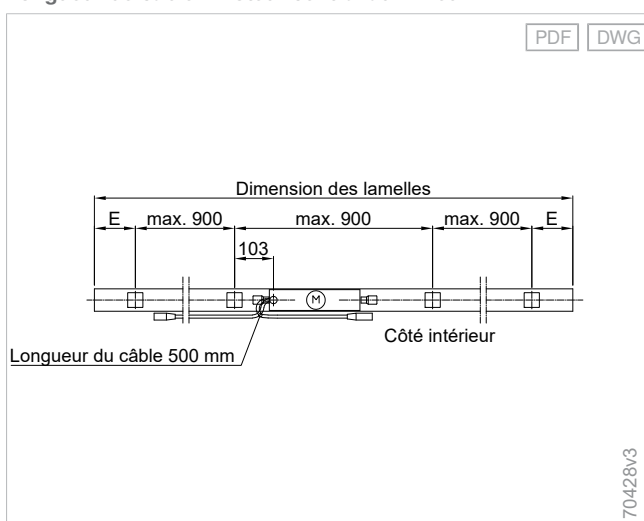 PDF DWG
Dimension des lamelles
E max. 900 max. 900 max. 900 E
103
M
Côté intérieur
Longueur du câble 500 mm
70428v3